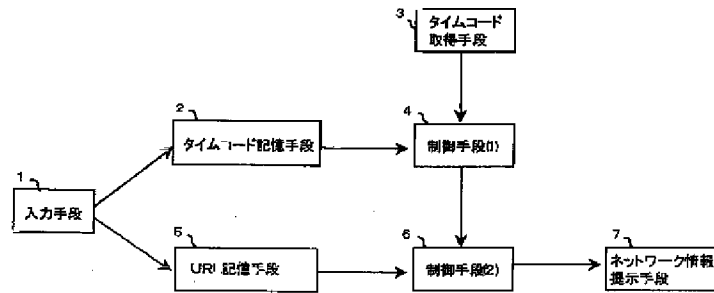 3
タイムコード
取得手段
2
タイムコード記憶手段
4
制御手段(1)
1
入力手段
5
URL記憶手段
6
制御手段(2)
7
ネットワーク情報
提示手段